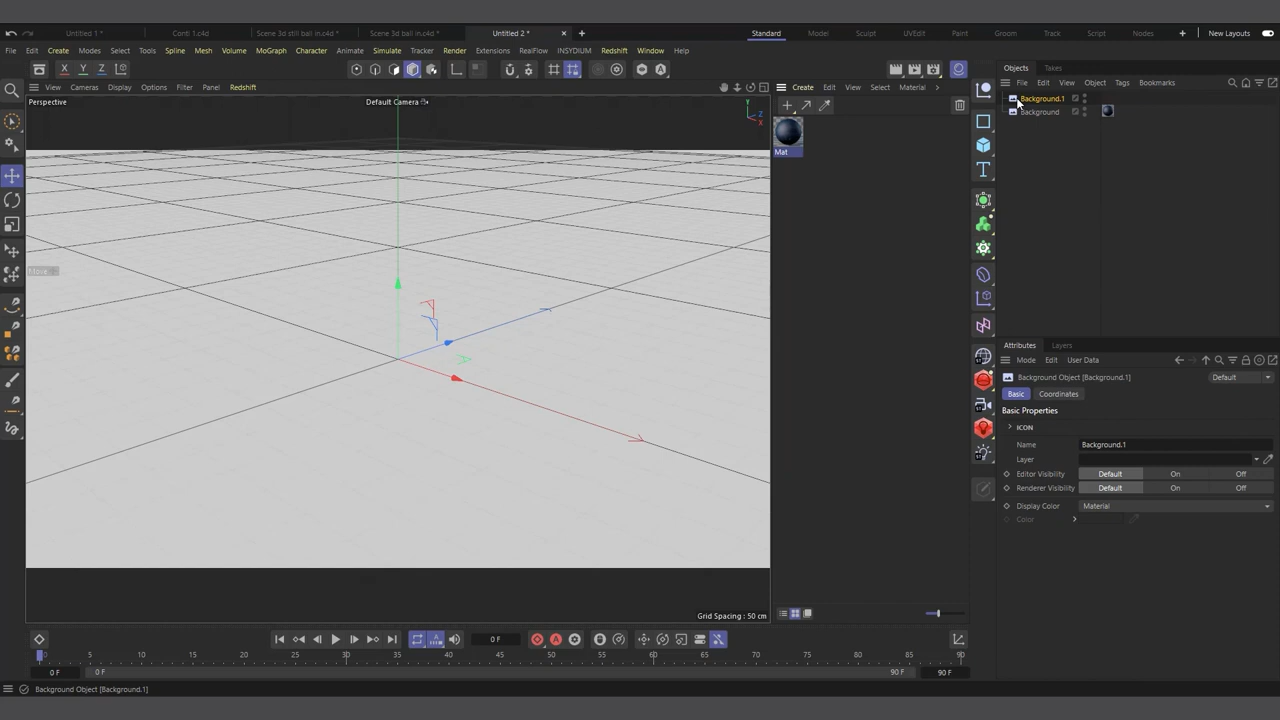 Untitled 1 *
Conti 1.c4d
Scene 3d still ball in.c4d *
Scene 3d ball in.c4d *
Untitled 2 *
Standard
Model
Sculpt
UVEdit
Paint
Groom
Track
Script
Nodes
New Layouts
File Edit Create Modes Select Tools Spline Mesh Volume MoGraph Character Animate Simulate Tracker Render Extensions RealFlow INSYDIUM Redshift Window Help
X Y Z
Objects Takes
File Edit View Object Tags Bookmarks
View Cameras Display Options Filter Panel Redshift
Create Edit View Select Material
Perspective
Default Camera
Y
Z
X
Background.1
Background
Mat
Move
Grid Spacing : 50 cm
Attributes Layers
Mode Edit User Data
Background Object [Background.1]
Default
Basic Coordinates
Basic Properties
ICON
Name Background.1
Layer
Editor Visibility Default On Off
Renderer Visibility Default On Off
Display Color Material
Color
0 F
0 5 10 15 20 25 30 35 40 45 50 55 60 65 70 75 80 85 90
0 F 0 F 90 F 90 F
Background Object [Background.1]